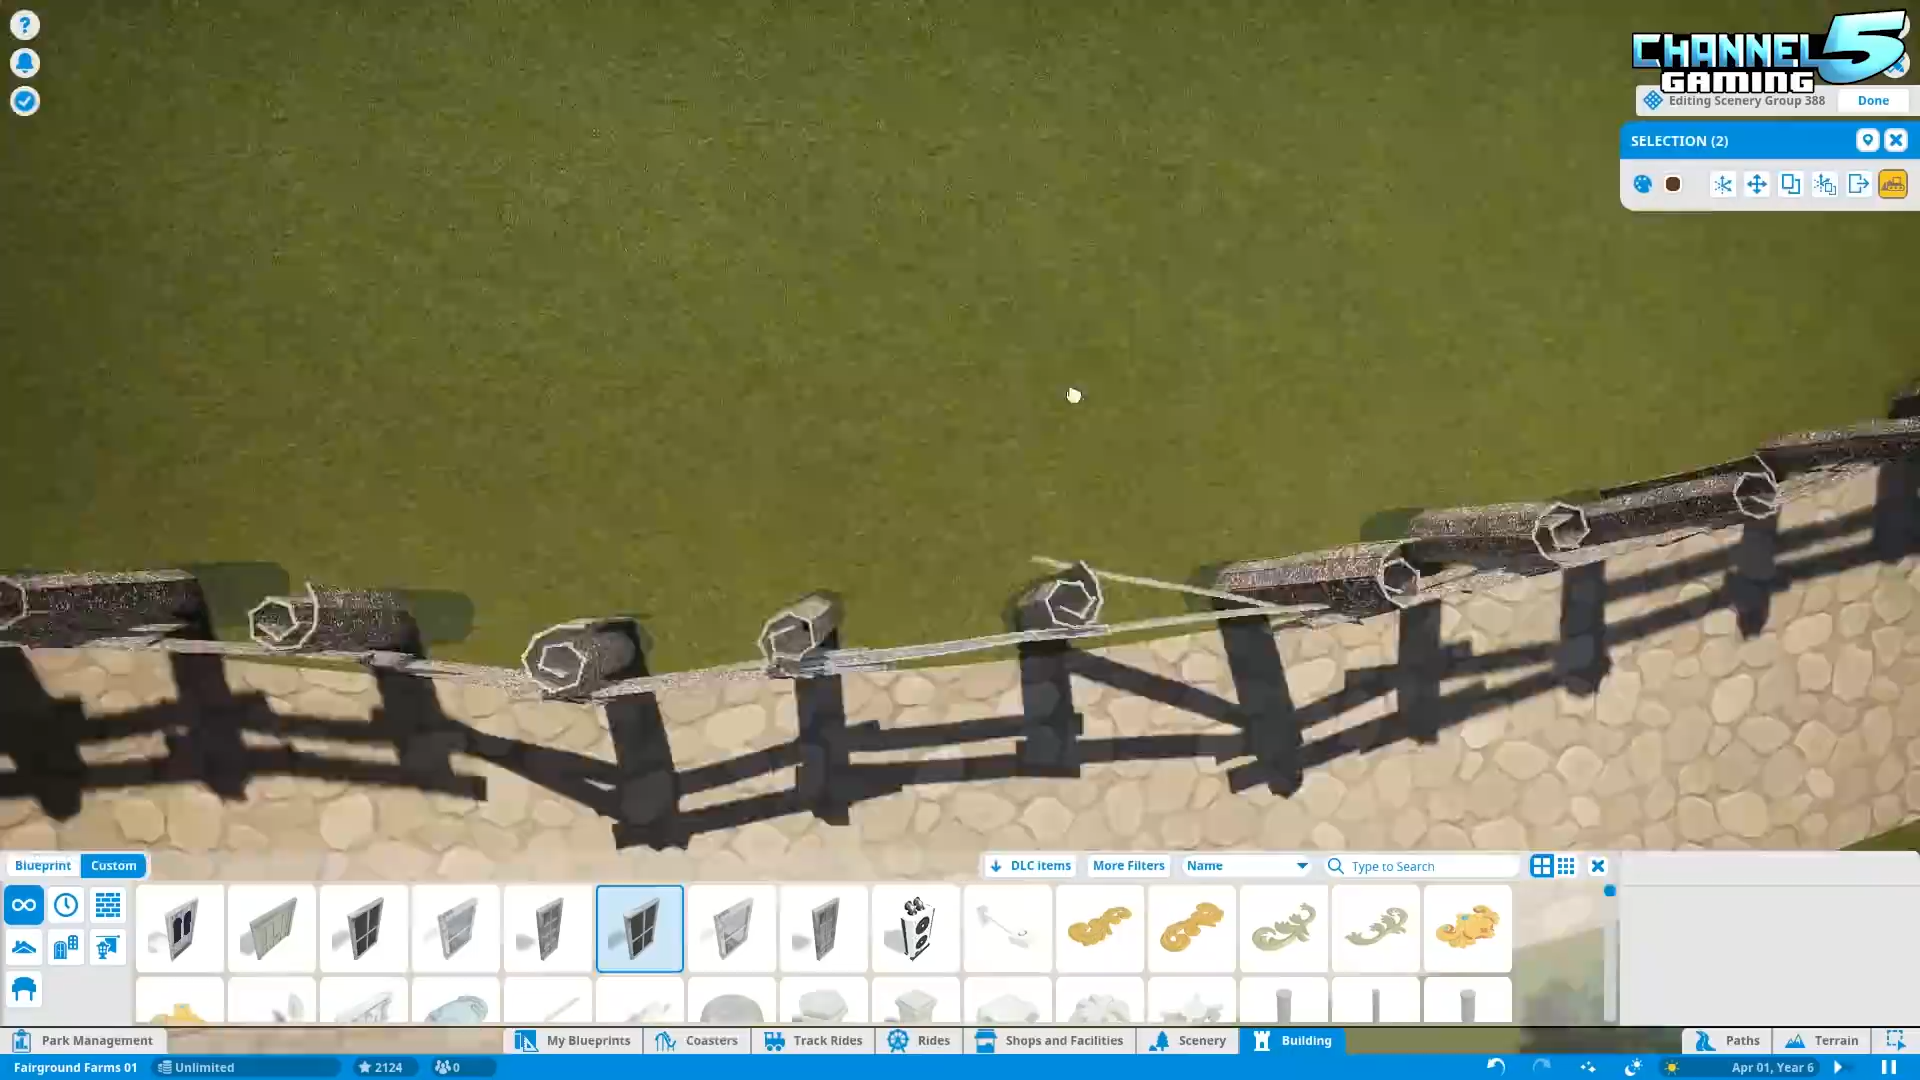 ?
CHANNEL 5
GAMING
Editing Scenery Group 388
Done
SELECTION (2)
Blueprint
Custom
DLC items
More Filters
Name
Type to Search
Park Management
My Blueprints
Coasters
Track Rides
Rides
Shops and Facilities
Scenery
Building
Paths
Terrain
Fairground Farms 01
Unlimited
2124
0
Apr 01, Year 6